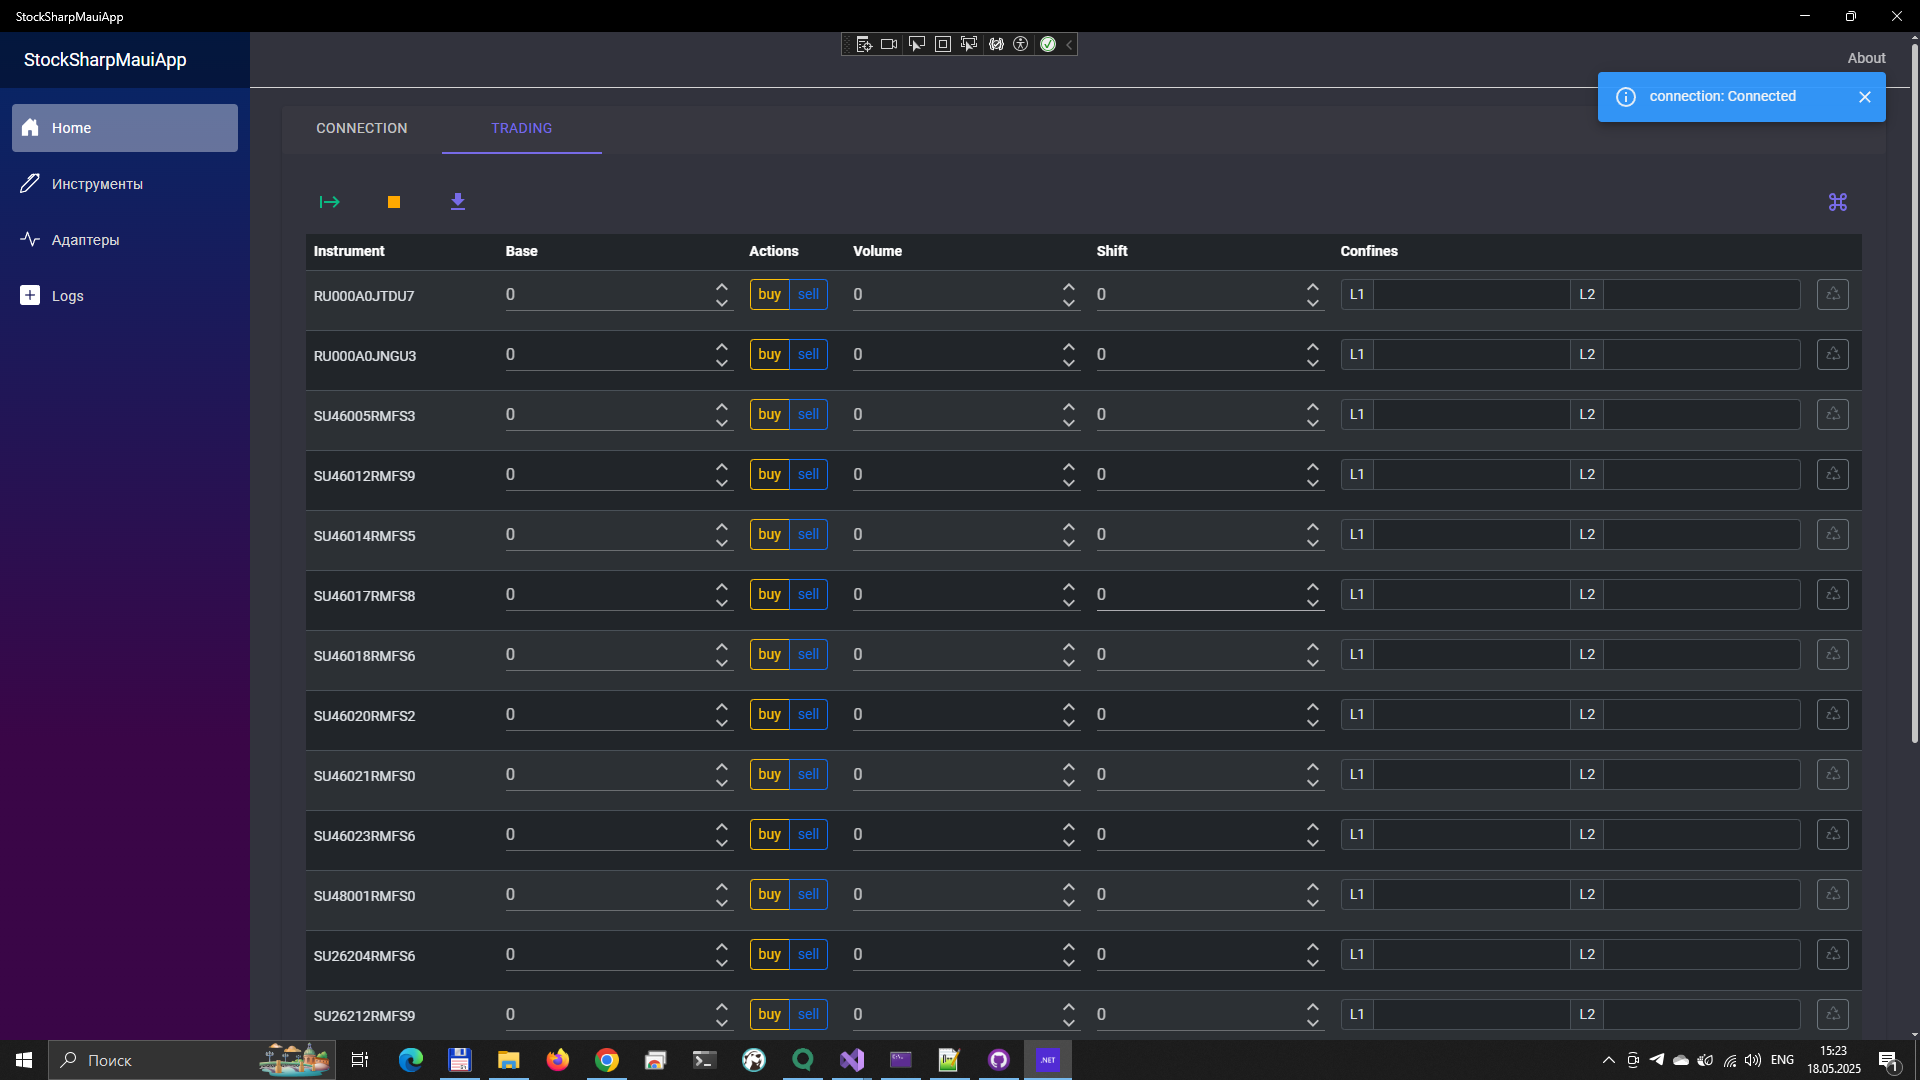 StockSharpMauiApp
StockSharpMauiApp
About
connection: Connected
Home
Инструменты
Адаптеры
Logs
CONNECTION TRADING
Instrument Base Actions Volume Shift Confines
RU000A0JTDU7 0 buy sell 0 0 L1 L2
RU000A0JNGU3 0 buy sell 0 0 L1 L2
SU46005RMFS3 0 buy sell 0 0 L1 L2
SU46012RMFS9 0 buy sell 0 0 L1 L2
SU46014RMFS5 0 buy sell 0 0 L1 L2
SU46017RMFS8 0 buy sell 0 0 L1 L2
SU46018RMFS6 0 buy sell 0 0 L1 L2
SU46020RMFS2 0 buy sell 0 0 L1 L2
SU46021RMFS0 0 buy sell 0 0 L1 L2
SU46023RMFS6 0 buy sell 0 0 L1 L2
SU48001RMFS0 0 buy sell 0 0 L1 L2
SU26204RMFS6 0 buy sell 0 0 L1 L2
SU26212RMFS9 0 buy sell 0 0 L1 L2
Поиск
.NET
ENG
15:23
18.05.2025
1